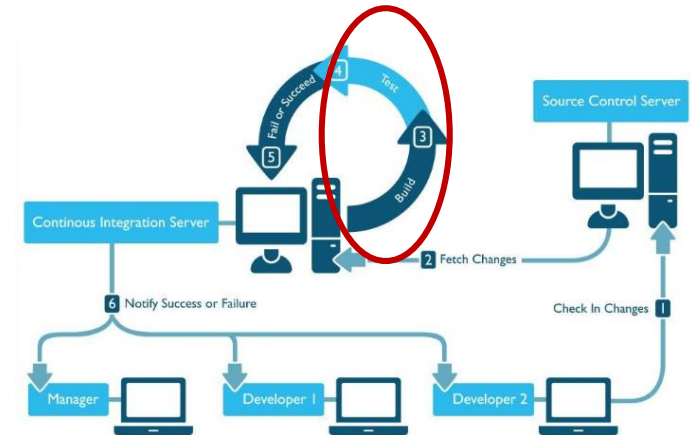 4
Test
Fail or Succeed
Source Control Server
3
5
Build
Continous Integration Server
2 Fetch Changes
6 Notify Success or Failure
Check In Changes 1
Manager
Developer 1
Developer 2